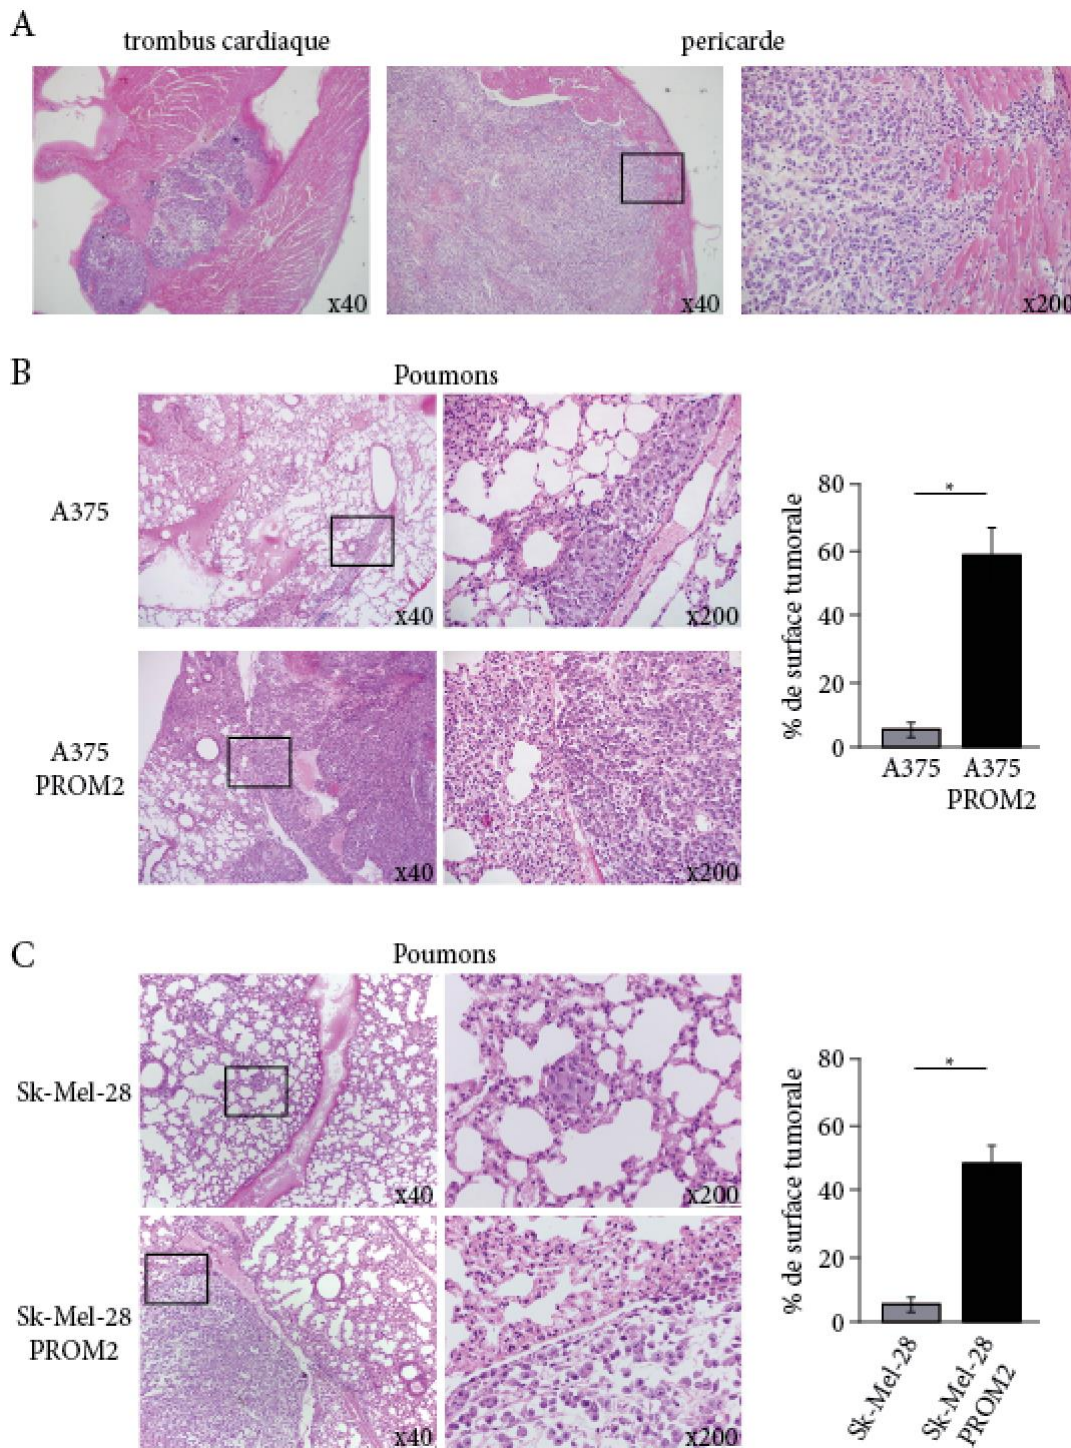 A
trombus cardiaque
pericarde
x40
x40
x200
B
Poumons
A375
x40
x200
A375
PROM2
x40
x200
% de surface tumorale
80
60
40
20
0
*
A375
A375
PROM2
C
Poumons
Sk-Mel-28
x40
x200
Sk-Mel-28
PROM2
x40
x200
% de surface tumorale
80
60
40
20
0
*
Sk-Mel-28
Sk-Mel-28
PROM2